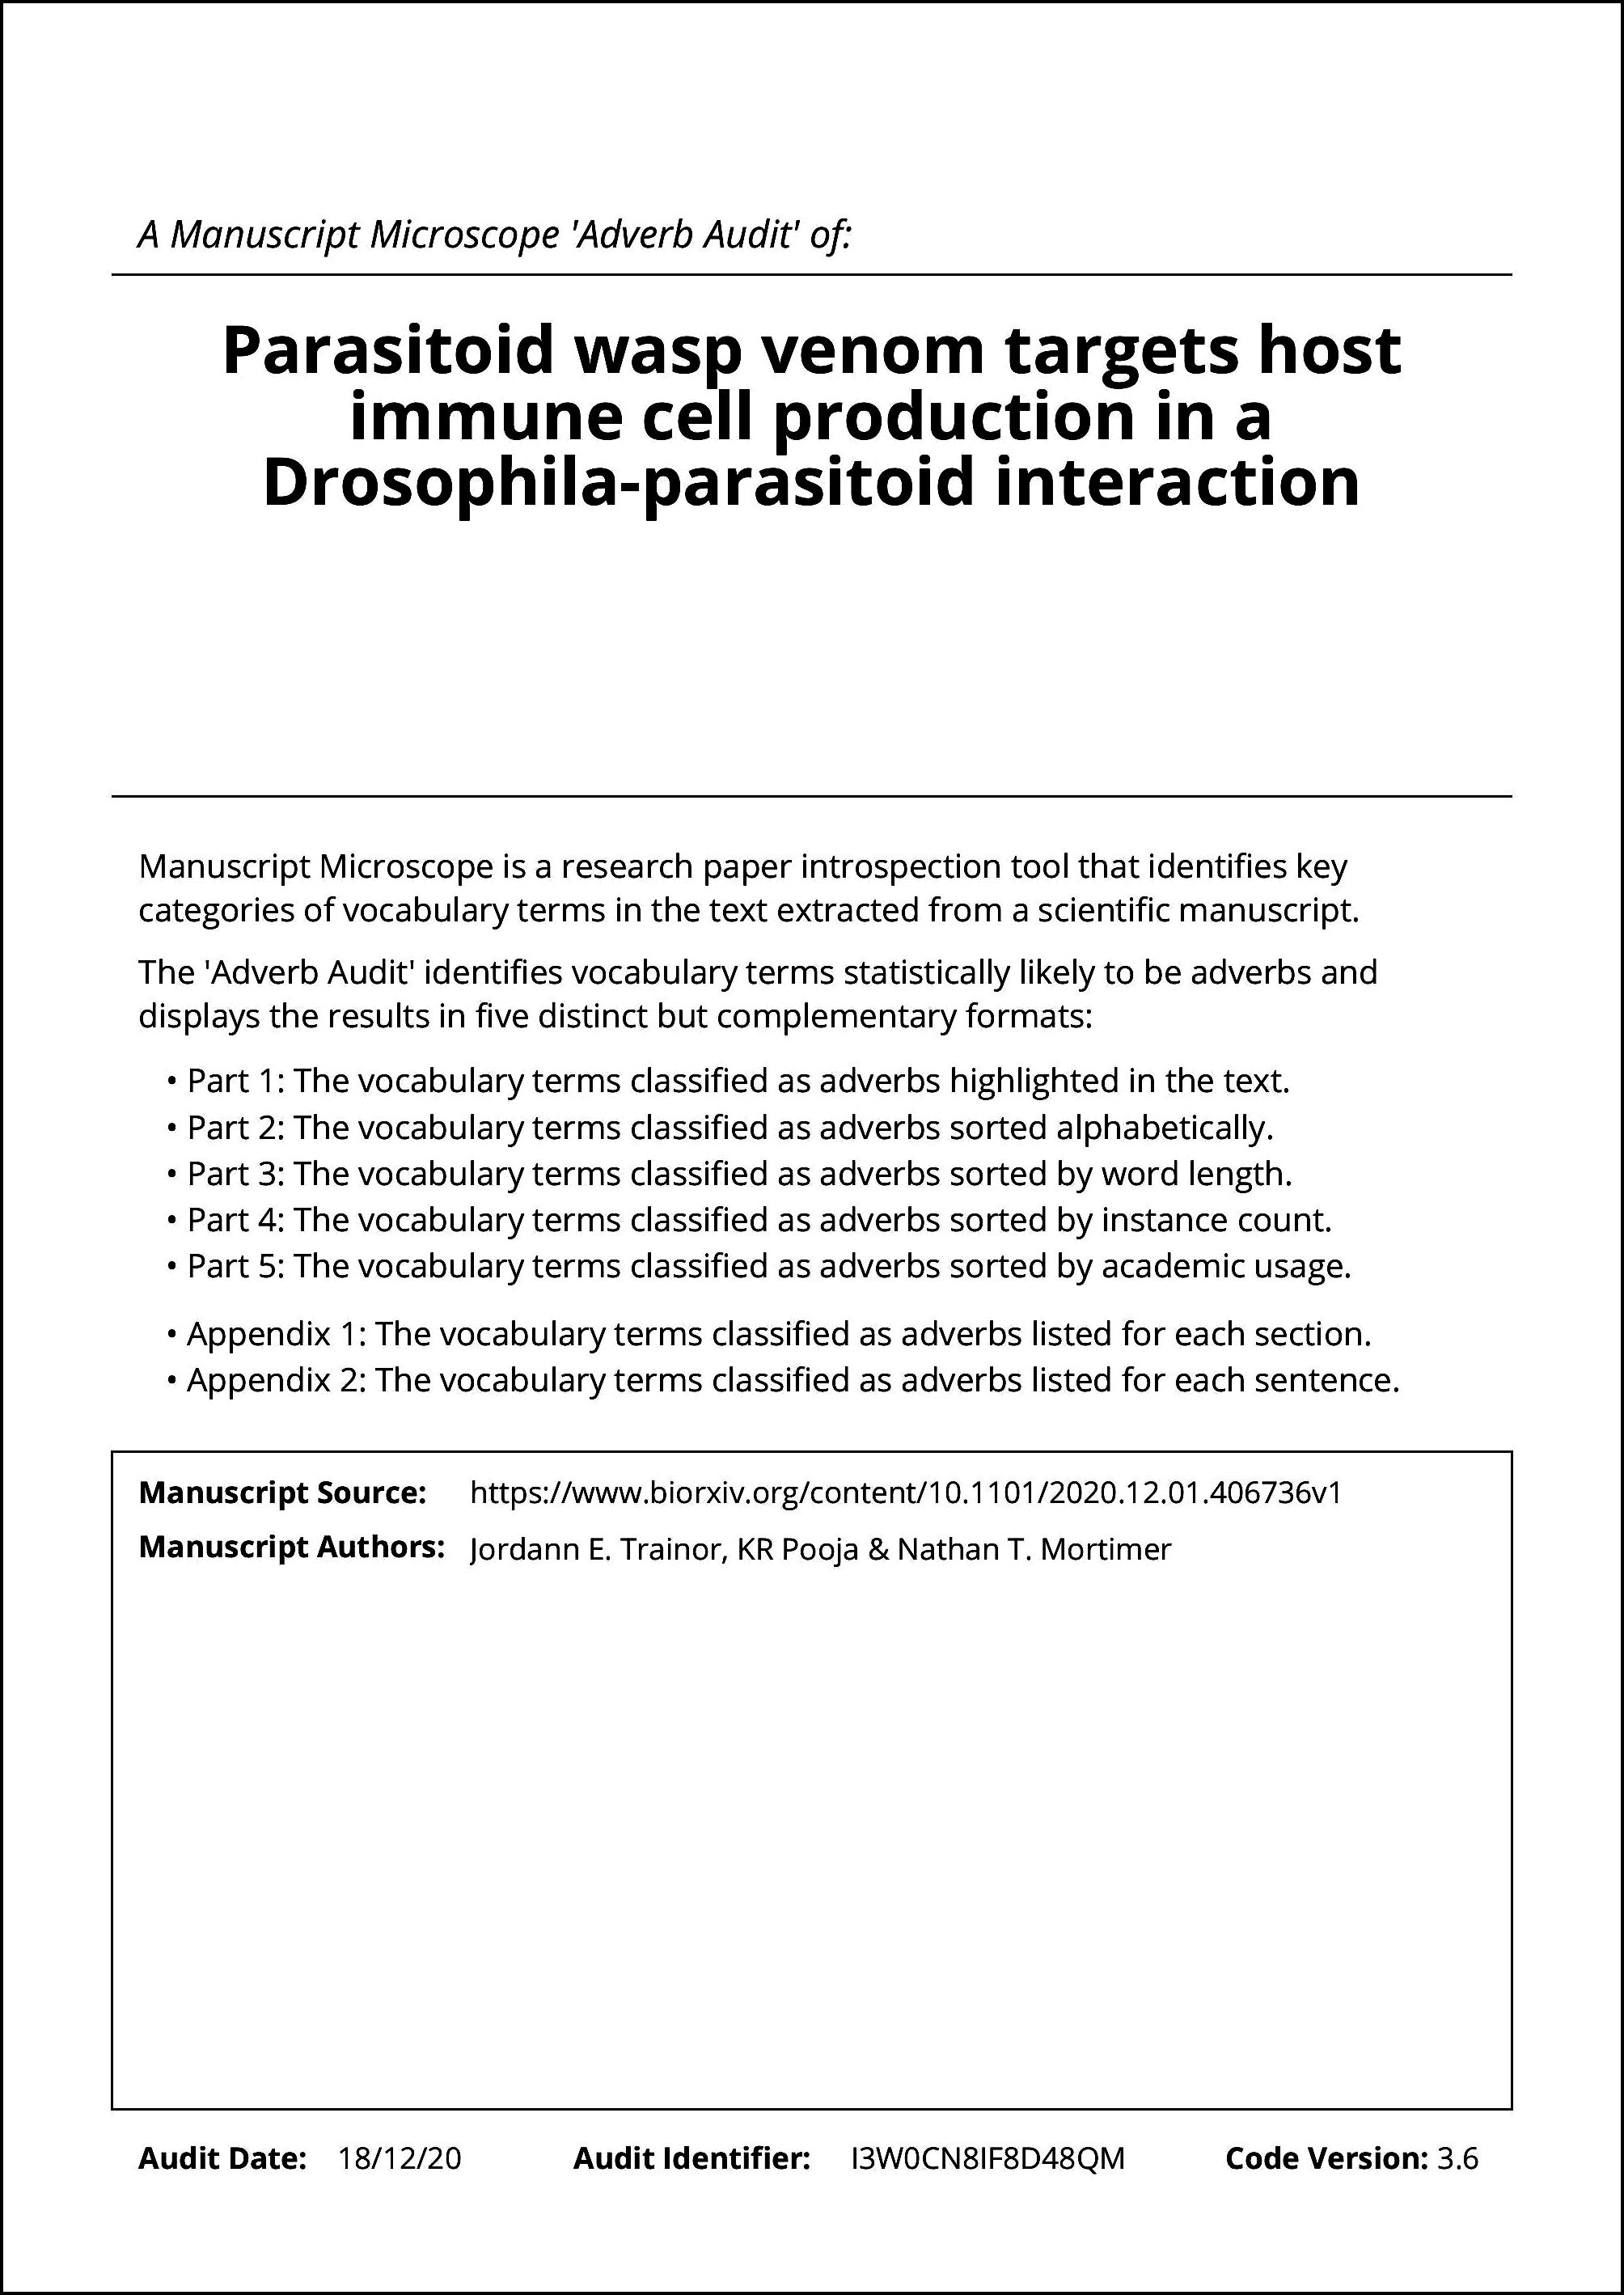 A Manuscript Microscope 'Adverb Audit' of:
Parasitoid wasp venom targets host
immune cell production in a
Drosophila-parasitoid interaction
Manuscript Microscope is a research paper introspection tool that identifies key
categories of vocabulary terms in the text extracted from a scientific manuscript.
The 'Adverb Audit' identifies vocabulary terms statistically likely to be adverbs and
displays the results in five distinct but complementary formats:
• Part 1: The vocabulary terms classified as adverbs highlighted in the text.
• Part 2: The vocabulary terms classified as adverbs sorted alphabetically.
• Part 3: The vocabulary terms classified as adverbs sorted by word length.
• Part 4: The vocabulary terms classified as adverbs sorted by instance count.
• Part 5: The vocabulary terms classified as adverbs sorted by academic usage.
• Appendix 1: The vocabulary terms classified as adverbs listed for each section.
• Appendix 2: The vocabulary terms classified as adverbs listed for each sentence.
Manuscript Source: https://www.biorxiv.org/content/10.1101/2020.12.01.406736v1
Manuscript Authors: Jordann E. Trainor, KR Pooja & Nathan T. Mortimer
Audit Date: 18/12/20 Audit Identifier: I3W0CN8IF8D48QM Code Version: 3.6